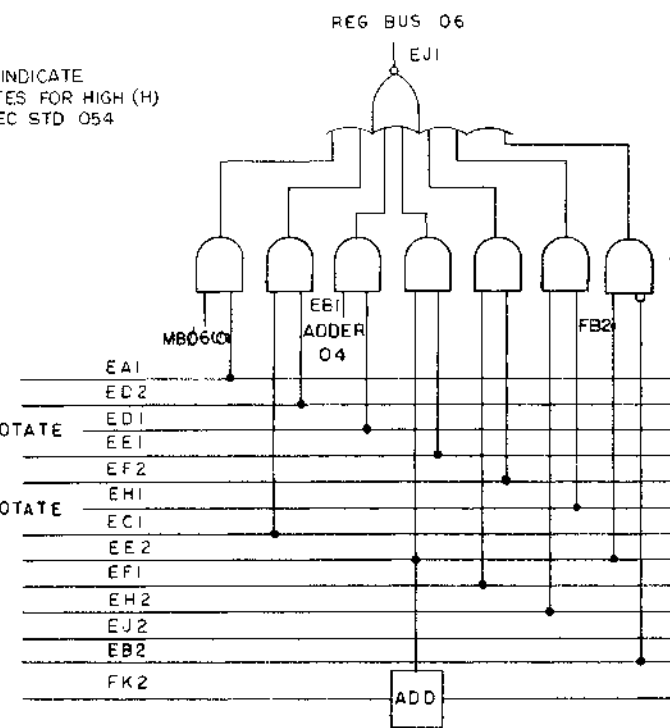 REG BUS 06
EJ1
INDICATE
TES FOR HIGH (H)
EC STD 054
EB1
ADDER
04
FB2
EA1
ED2
OTATE ED1
EE1
EF2
OTATE EH1
EC1
EE2
EF1
EH2
EJ2
EB2
FK2
ADD